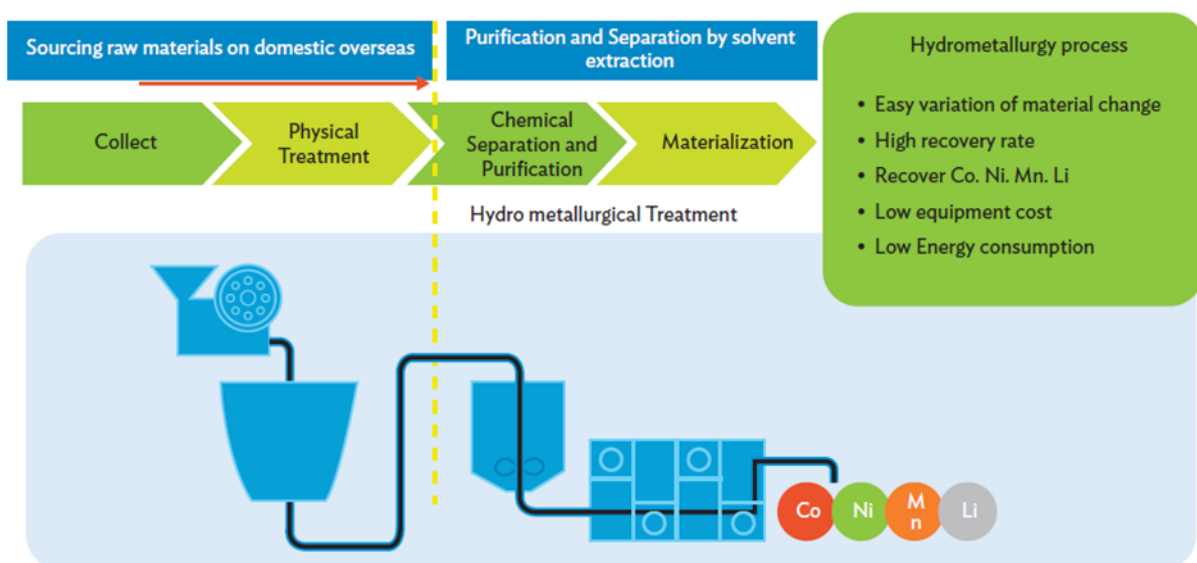 Sourcing raw materials on domestic overseas
Purification and Separation by solvent
extraction
Collect
Physical
Treatment
Chemical
Separation and
Purification
Materialization
Hydro metallurgical Treatment
Hydrometallurgy process
• Easy variation of material change
• High recovery rate
• Recover Co. Ni. Mn. Li
• Low equipment cost
• Low Energy consumption
Co
Ni
M
n
Li